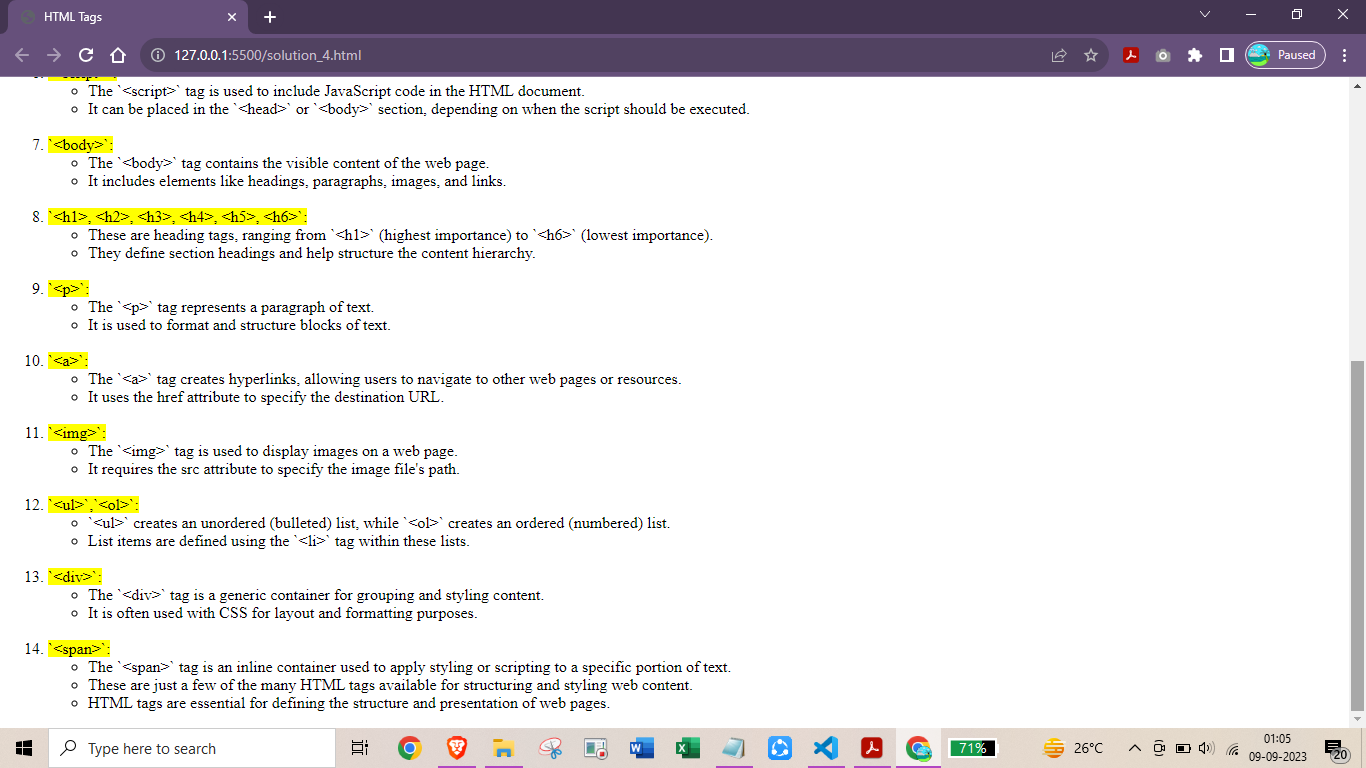 HTML Tags
127.0.0.1:5500/solution_4.html
Paused
The `<script>` tag is used to include JavaScript code in the HTML document.
It can be placed in the `<head>` or `<body>` section, depending on when the script should be executed.
7. `<body>`:
The `<body>` tag contains the visible content of the web page.
It includes elements like headings, paragraphs, images, and links.
8. `<h1>, <h2>, <h3>, <h4>, <h5>, <h6>`:
These are heading tags, ranging from `<h1>` (highest importance) to `<h6>` (lowest importance).
They define section headings and help structure the content hierarchy.
9. `<p>`:
The `<p>` tag represents a paragraph of text.
It is used to format and structure blocks of text.
10. `<a>`:
The `<a>` tag creates hyperlinks, allowing users to navigate to other web pages or resources.
It uses the href attribute to specify the destination URL.
11. `<img>`:
The `<img>` tag is used to display images on a web page.
It requires the src attribute to specify the image file's path.
12. `<ul>`,`<ol>`:
`<ul>` creates an unordered (bulleted) list, while `<ol>` creates an ordered (numbered) list.
List items are defined using the `<li>` tag within these lists.
13. `<div>`:
The `<div>` tag is a generic container for grouping and styling content.
It is often used with CSS for layout and formatting purposes.
14. `<span>`:
The `<span>` tag is an inline container used to apply styling or scripting to a specific portion of text.
These are just a few of the many HTML tags available for structuring and styling web content.
HTML tags are essential for defining the structure and presentation of web pages.
Type here to search
71%
26°C
01:05
09-09-2023
20